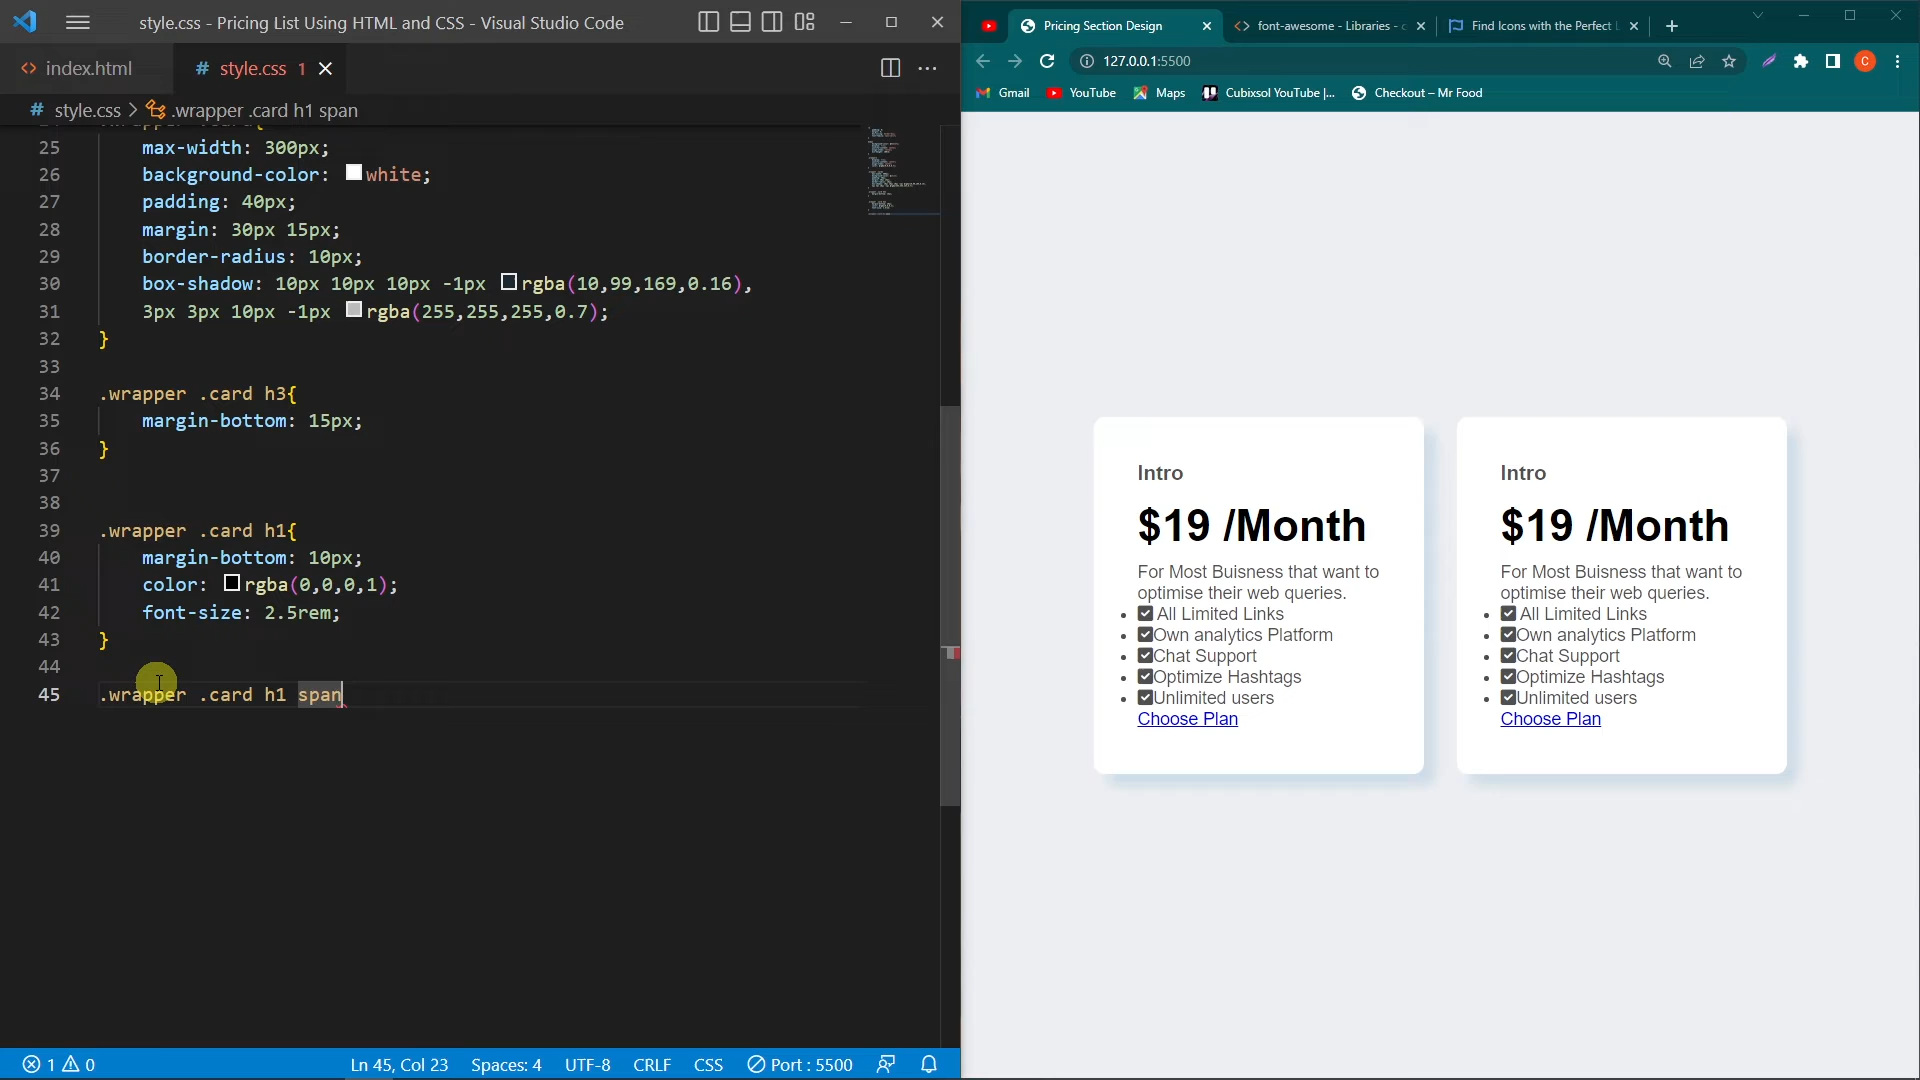 style.css - Pricing List Using HTML and CSS - Visual Studio Code
<> index.html
# style.css 1
# style.css > .wrapper .card h1 span
25 max-width: 300px;
26 background-color: white;
27 padding: 40px;
28 margin: 30px 15px;
29 border-radius: 10px;
30 box-shadow: 10px 10px 10px -1px rgba(10,99,169,0.16),
31 3px 3px 10px -1px rgba(255,255,255,0.7);
32 }
33
34 .wrapper .card h3{
35 margin-bottom: 15px;
36 }
37
38
39 .wrapper .card h1{
40 margin-bottom: 10px;
41 color: rgba(0,0,0,1);
42 font-size: 2.5rem;
43 }
44
45 .wrapper .card h1 span
1 0
Ln 45, Col 23
Spaces: 4
UTF-8
CRLF
CSS
Port : 5500
Pricing Section Design
font-awesome - Libraries - c
Find Icons with the Perfect
127.0.0.1:5500
C
Gmail
YouTube
Maps
Cubixsol YouTube |...
Checkout – Mr Food
Intro
$19 /Month
For Most Buisness that want to
optimise their web queries.
All Limited Links
Own analytics Platform
Chat Support
Optimize Hashtags
Unlimited users
Choose Plan
Intro
$19 /Month
For Most Buisness that want to
optimise their web queries.
All Limited Links
Own analytics Platform
Chat Support
Optimize Hashtags
Unlimited users
Choose Plan